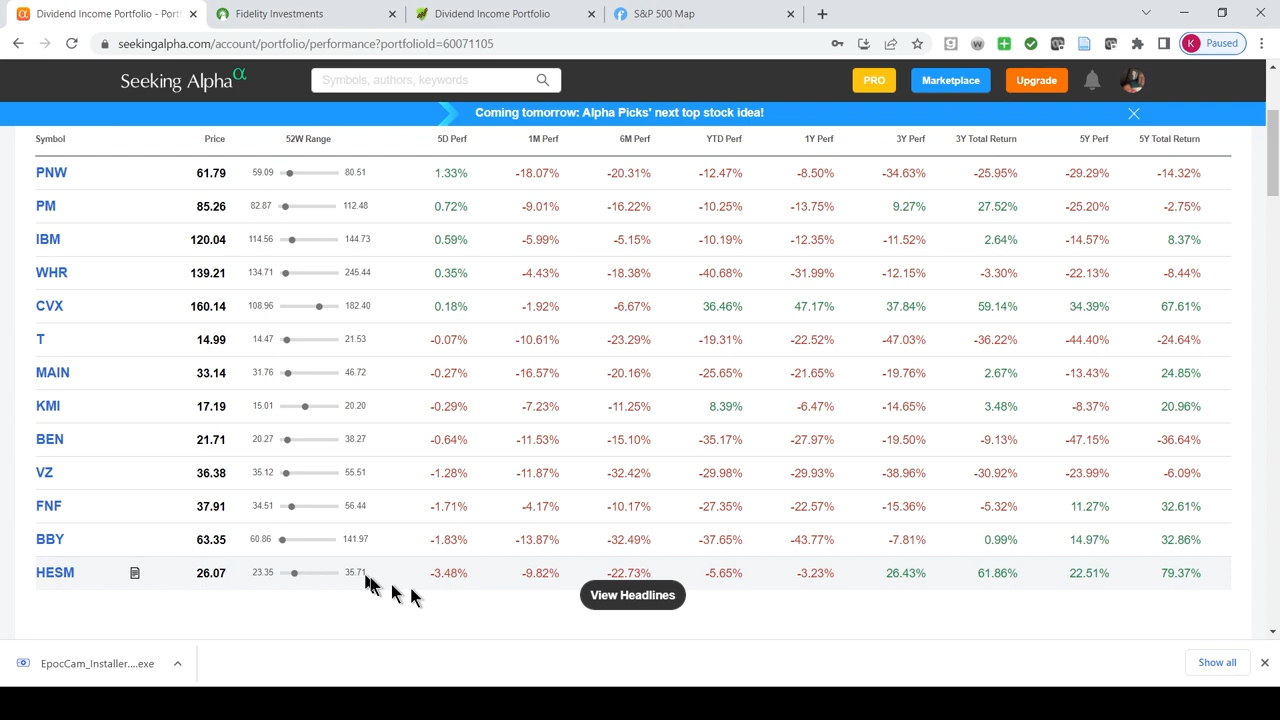 Dividend Income Portfolio - Port
Fidelity Investments
Dividend Income Portfolio
S&P 500 Map
seekingalpha.com/account/portfolio/performance?portfolioId=60071105
K Paused
Seeking Alpha α
Symbols, authors, keywords
PRO
Marketplace
Upgrade
Coming tomorrow: Alpha Picks' next top stock idea!
Symbol Price 52W Range 5D Perf 1M Perf 6M Perf YTD Perf 1Y Perf 3Y Perf 3Y Total Return 5Y Perf 5Y Total Return
PNW 61.79 59.09 80.51 1.33% -18.07% -20.31% -12.47% -8.50% -34.63% -25.95% -29.29% -14.32%
PM 85.26 82.87 112.48 0.72% -9.01% -16.22% -10.25% -13.75% 9.27% 27.52% -25.20% -2.75%
IBM 120.04 114.56 144.73 0.59% -5.99% -5.15% -10.19% -12.35% -11.52% 2.64% -14.57% 8.37%
WHR 139.21 134.71 245.44 0.35% -4.43% -18.38% -40.68% -31.99% -12.15% -3.30% -22.13% -8.44%
CVX 160.14 108.96 182.40 0.18% -1.92% -6.67% 36.46% 47.17% 37.84% 59.14% 34.39% 67.61%
T 14.99 14.47 21.53 -0.07% -10.61% -23.29% -19.31% -22.52% -47.03% -36.22% -44.40% -24.64%
MAIN 33.14 31.76 46.72 -0.27% -16.57% -20.16% -25.65% -21.65% -19.76% 2.67% -13.43% 24.85%
KMI 17.19 15.01 20.20 -0.29% -7.23% -11.25% 8.39% -6.47% -14.65% 3.48% -8.37% 20.96%
BEN 21.71 20.27 38.27 -0.64% -11.53% -15.10% -35.17% -27.97% -19.50% -9.13% -47.15% -36.64%
VZ 36.38 35.12 55.51 -1.28% -11.87% -32.42% -29.98% -29.93% -38.96% -30.92% -23.99% -6.09%
FNF 37.91 34.51 56.44 -1.71% -4.17% -10.17% -27.35% -22.57% -15.36% -5.32% 11.27% 32.61%
BBY 63.35 60.86 141.97 -1.83% -13.87% -32.49% -37.65% -43.77% -7.81% 0.99% 14.97% 32.86%
HESM 26.07 23.35 35.71 -3.48% -9.82% -22.73% -5.65% -3.23% 26.43% 61.86% 22.51% 79.37%
View Headlines
EpocCam_Installer....exe
Show all